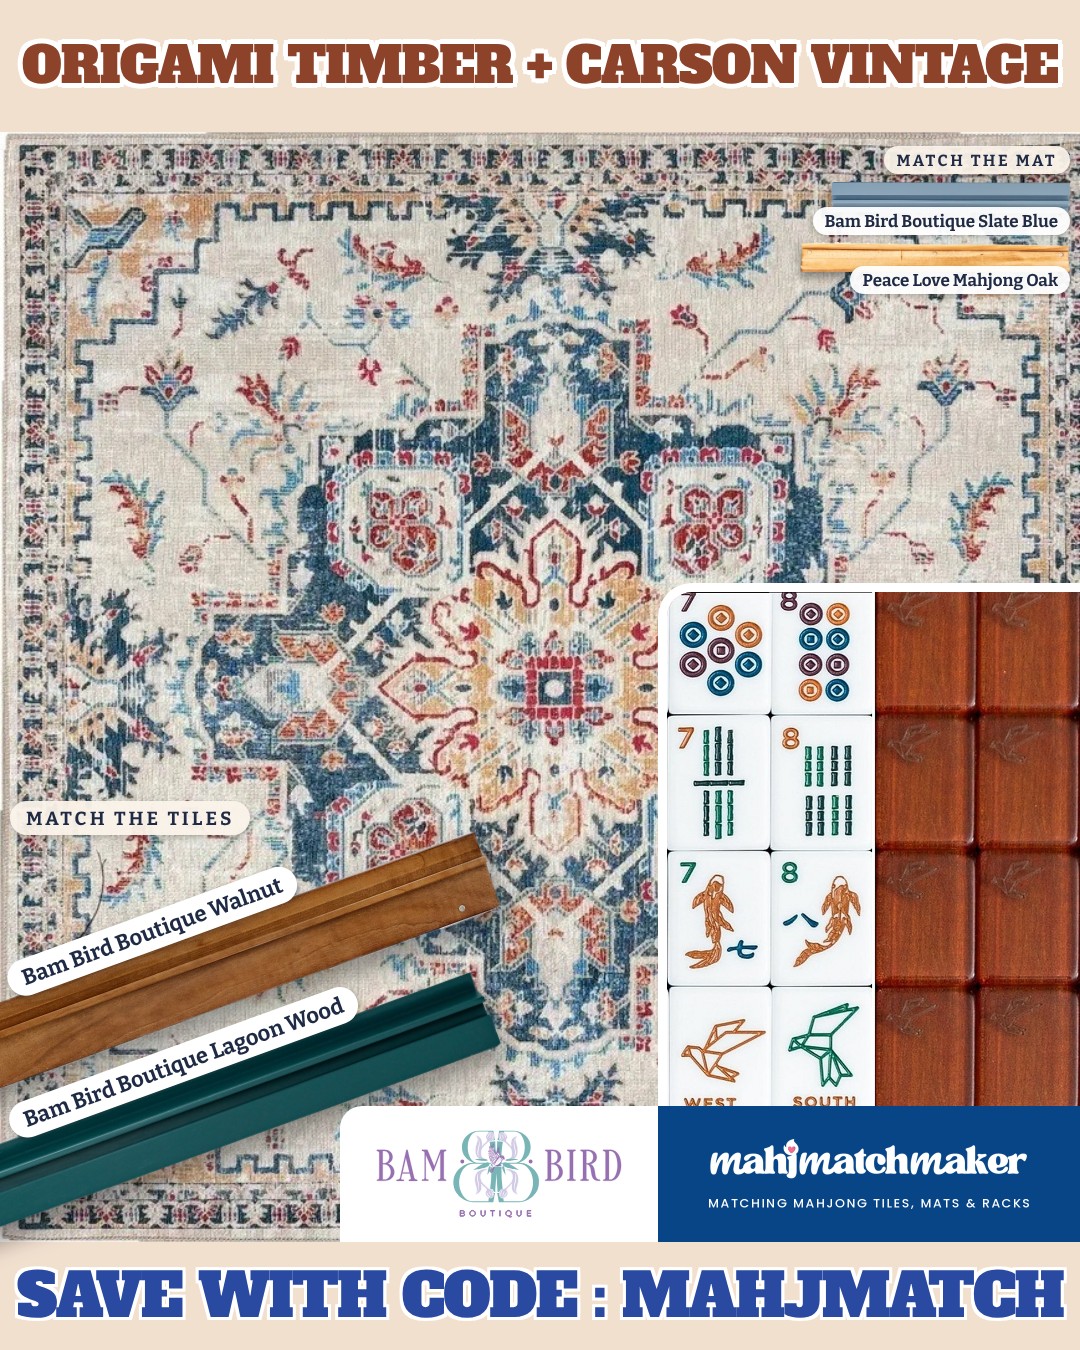 ORIGAMI TIMBER + CARSON VINTAGE
MATCH THE MAT
Bam Bird Boutique Slate Blue
Peace Love Mahjong Oak
7 8
7 8
7 8
七 八
WEST SOUTH
MATCH THE TILES
Bam Bird Boutique Walnut
Bam Bird Boutique Lagoon Wood
BAM BIRD
BOUTIQUE
mahjmatchmaker
MATCHING MAHJONG TILES, MATS & RACKS
SAVE WITH CODE : MAHJMATCH